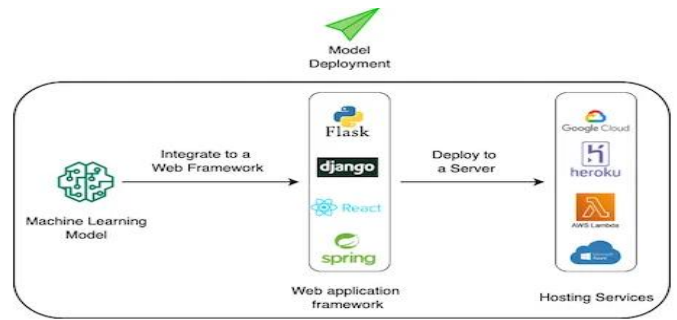 Model
Deployment
Machine Learning
Model
Integrate to a
Web Framework
Flask
django
React
spring
Web application
framework
Deploy to
a Server
Google Cloud
heroku
AWS Lambda
Hosting Services